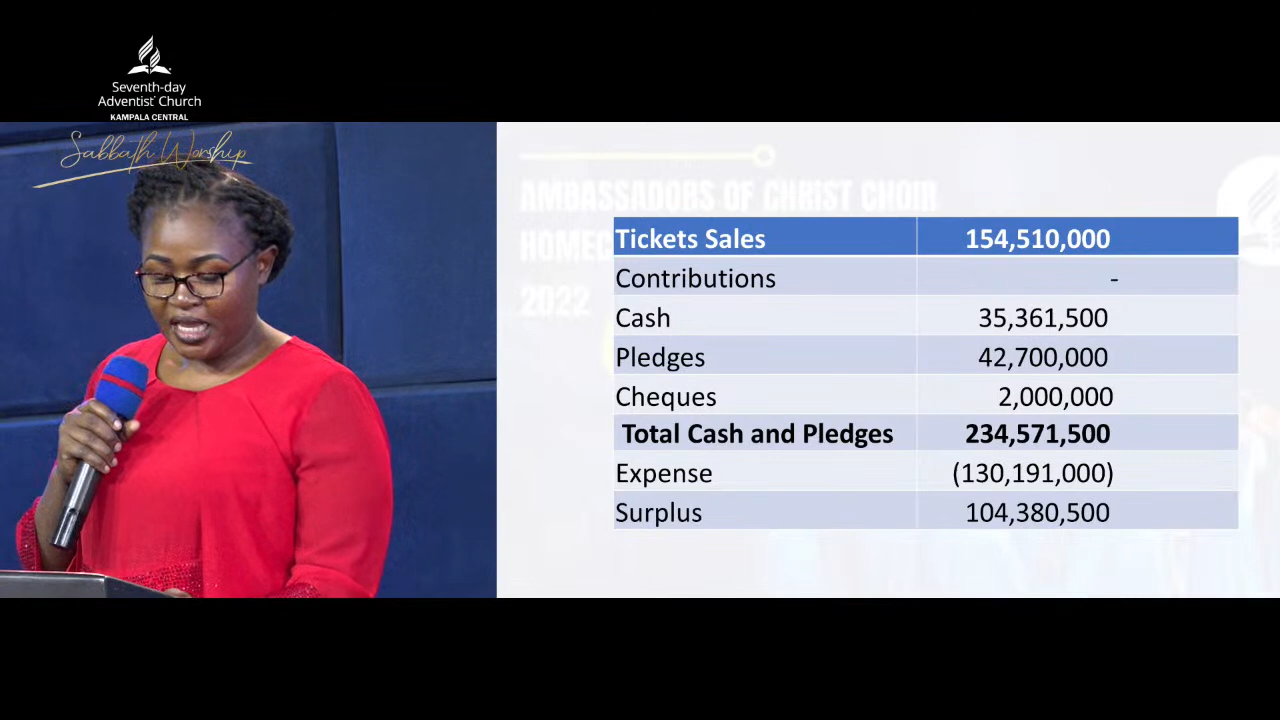 Seventh-day
Adventist Church
KAMPALA CENTRAL
Sabbath Worship
AMBASSADORS OF CHRIST CHOIR
HOMEC
2022
Tickets Sales 154,510,000
Contributions -
Cash 35,361,500
Pledges 42,700,000
Cheques 2,000,000
Total Cash and Pledges 234,571,500
Expense (130,191,000)
Surplus 104,380,500